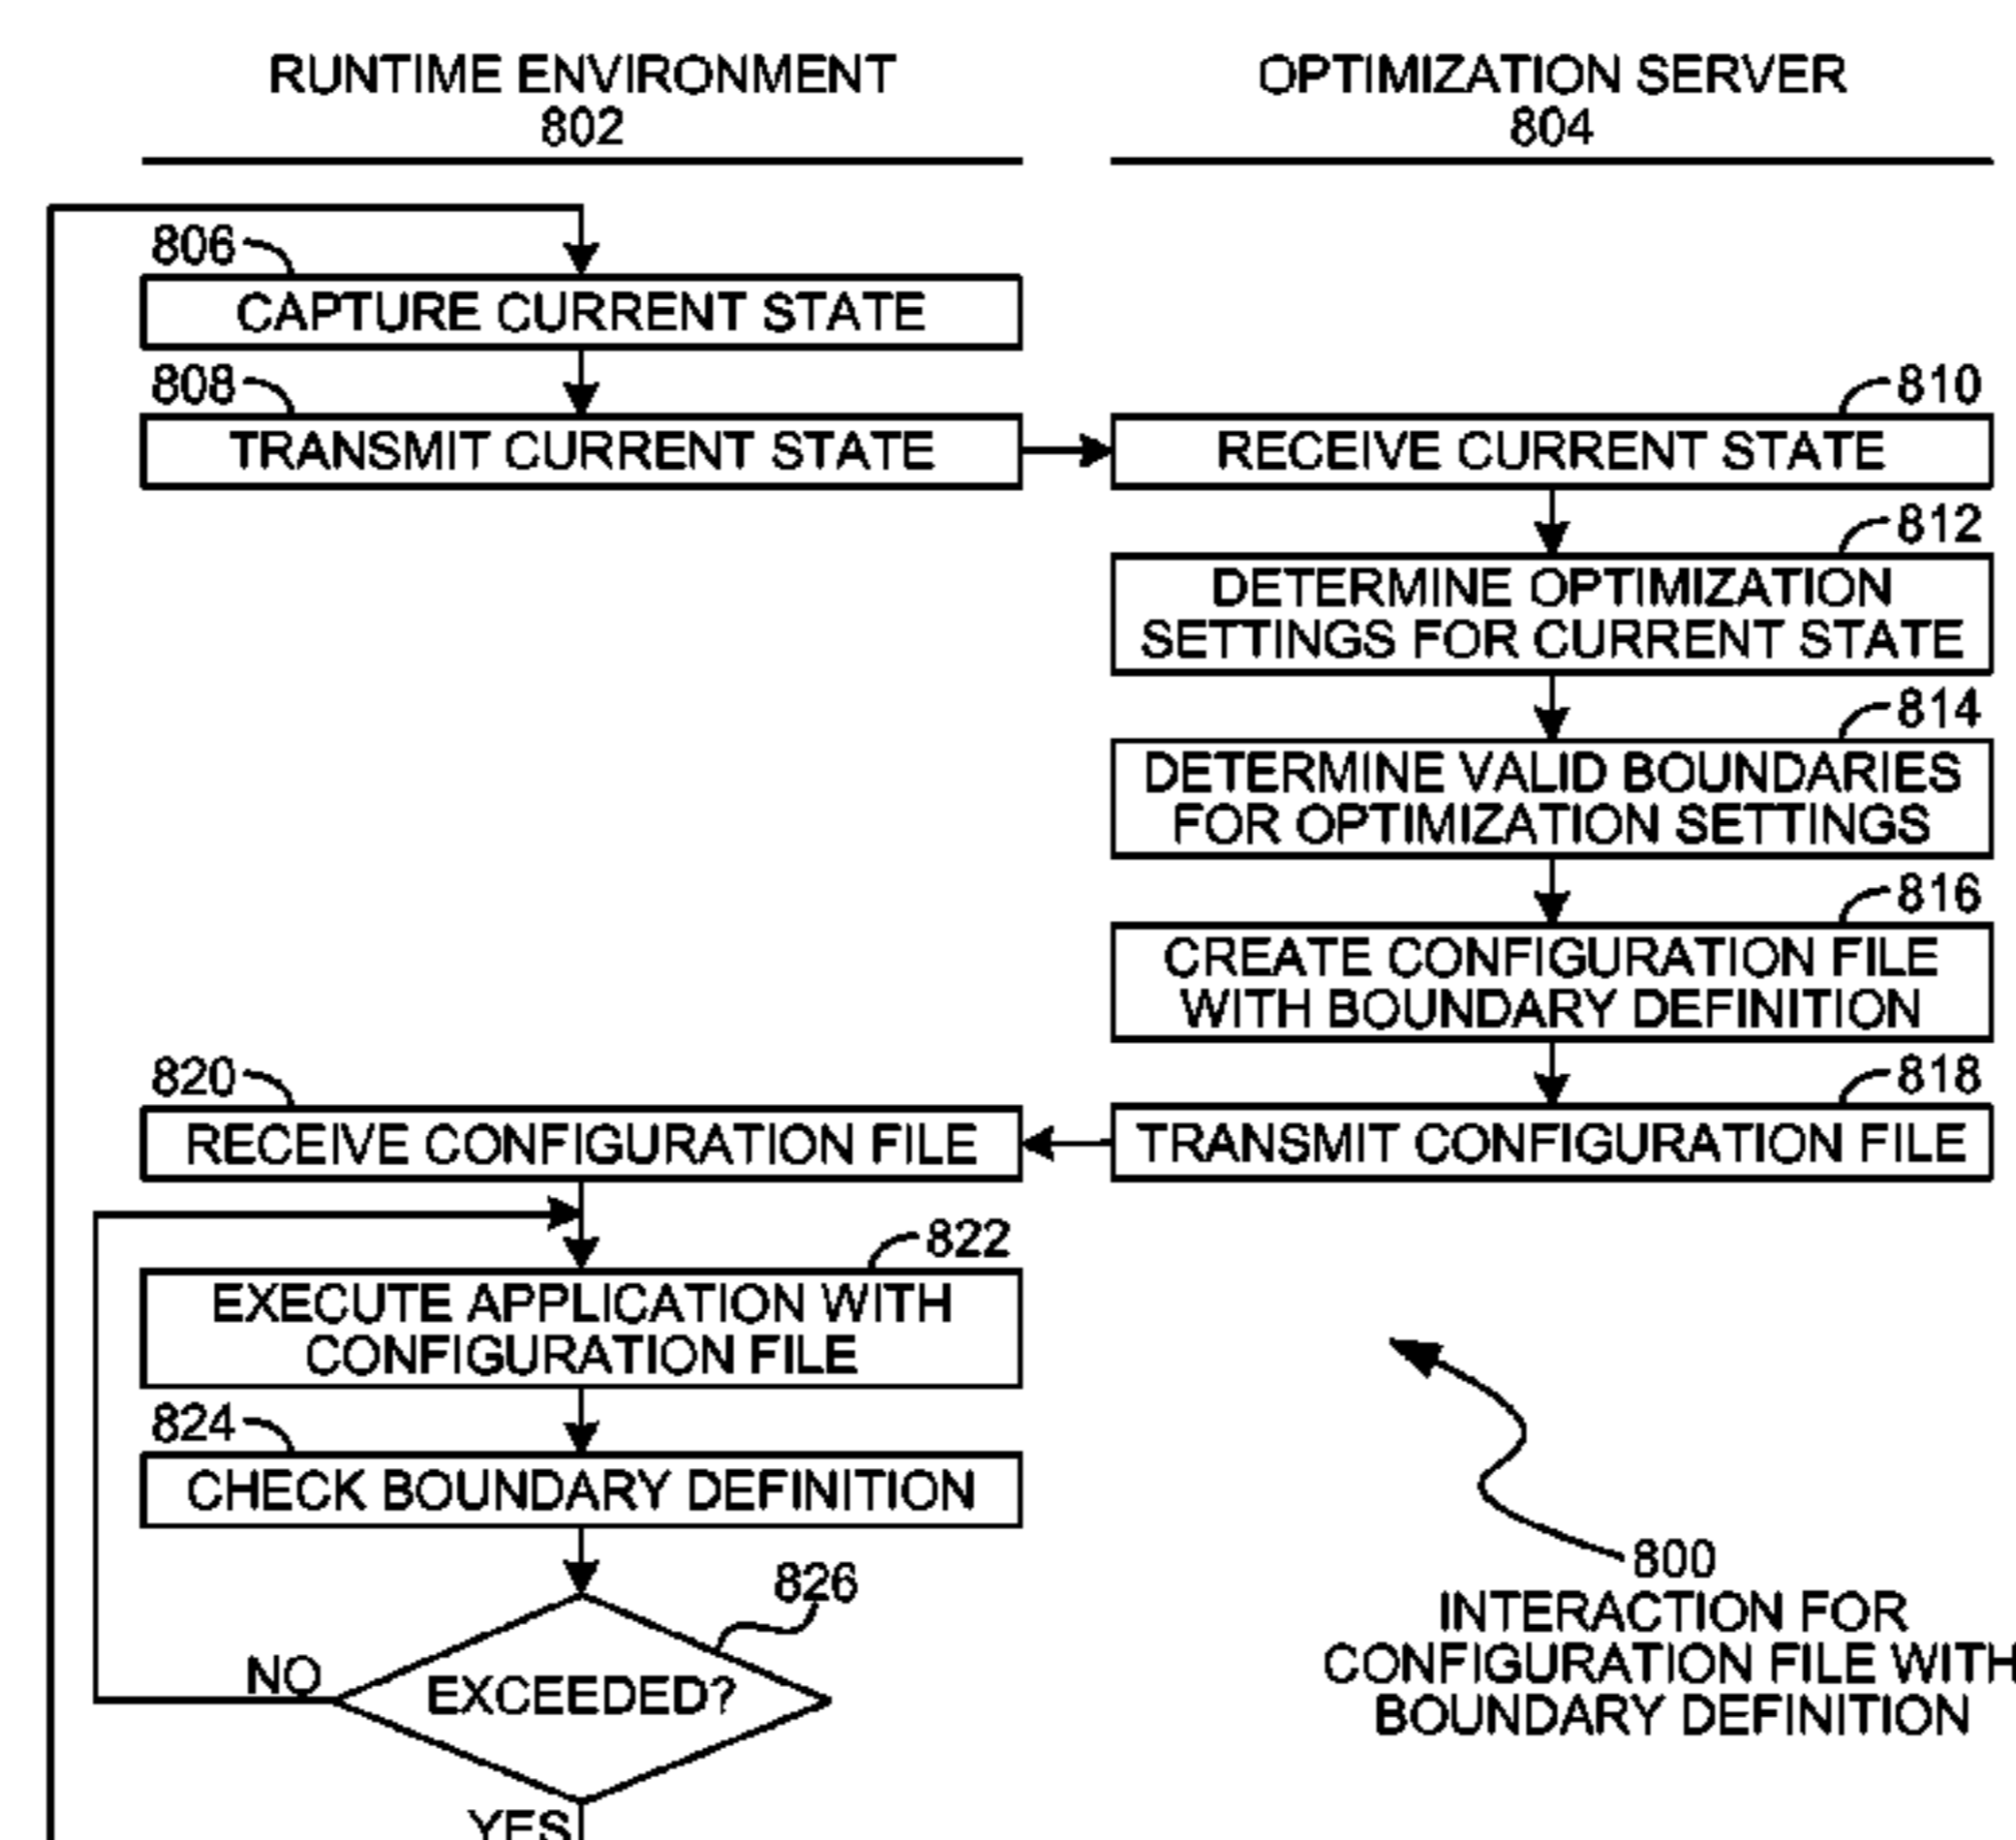 RUNTIME ENVIRONMENT
802
OPTIMIZATION SERVER
804
806
CAPTURE CURRENT STATE
808
TRANSMIT CURRENT STATE
810
RECEIVE CURRENT STATE
812
DETERMINE OPTIMIZATION
SETTINGS FOR CURRENT STATE
814
DETERMINE VALID BOUNDARIES
FOR OPTIMIZATION SETTINGS
816
CREATE CONFIGURATION FILE
WITH BOUNDARY DEFINITION
818
TRANSMIT CONFIGURATION FILE
820
RECEIVE CONFIGURATION FILE
822
EXECUTE APPLICATION WITH
CONFIGURATION FILE
824
CHECK BOUNDARY DEFINITION
826
EXCEEDED?
NO
YES
800
INTERACTION FOR
CONFIGURATION FILE WITH
BOUNDARY DEFINITION